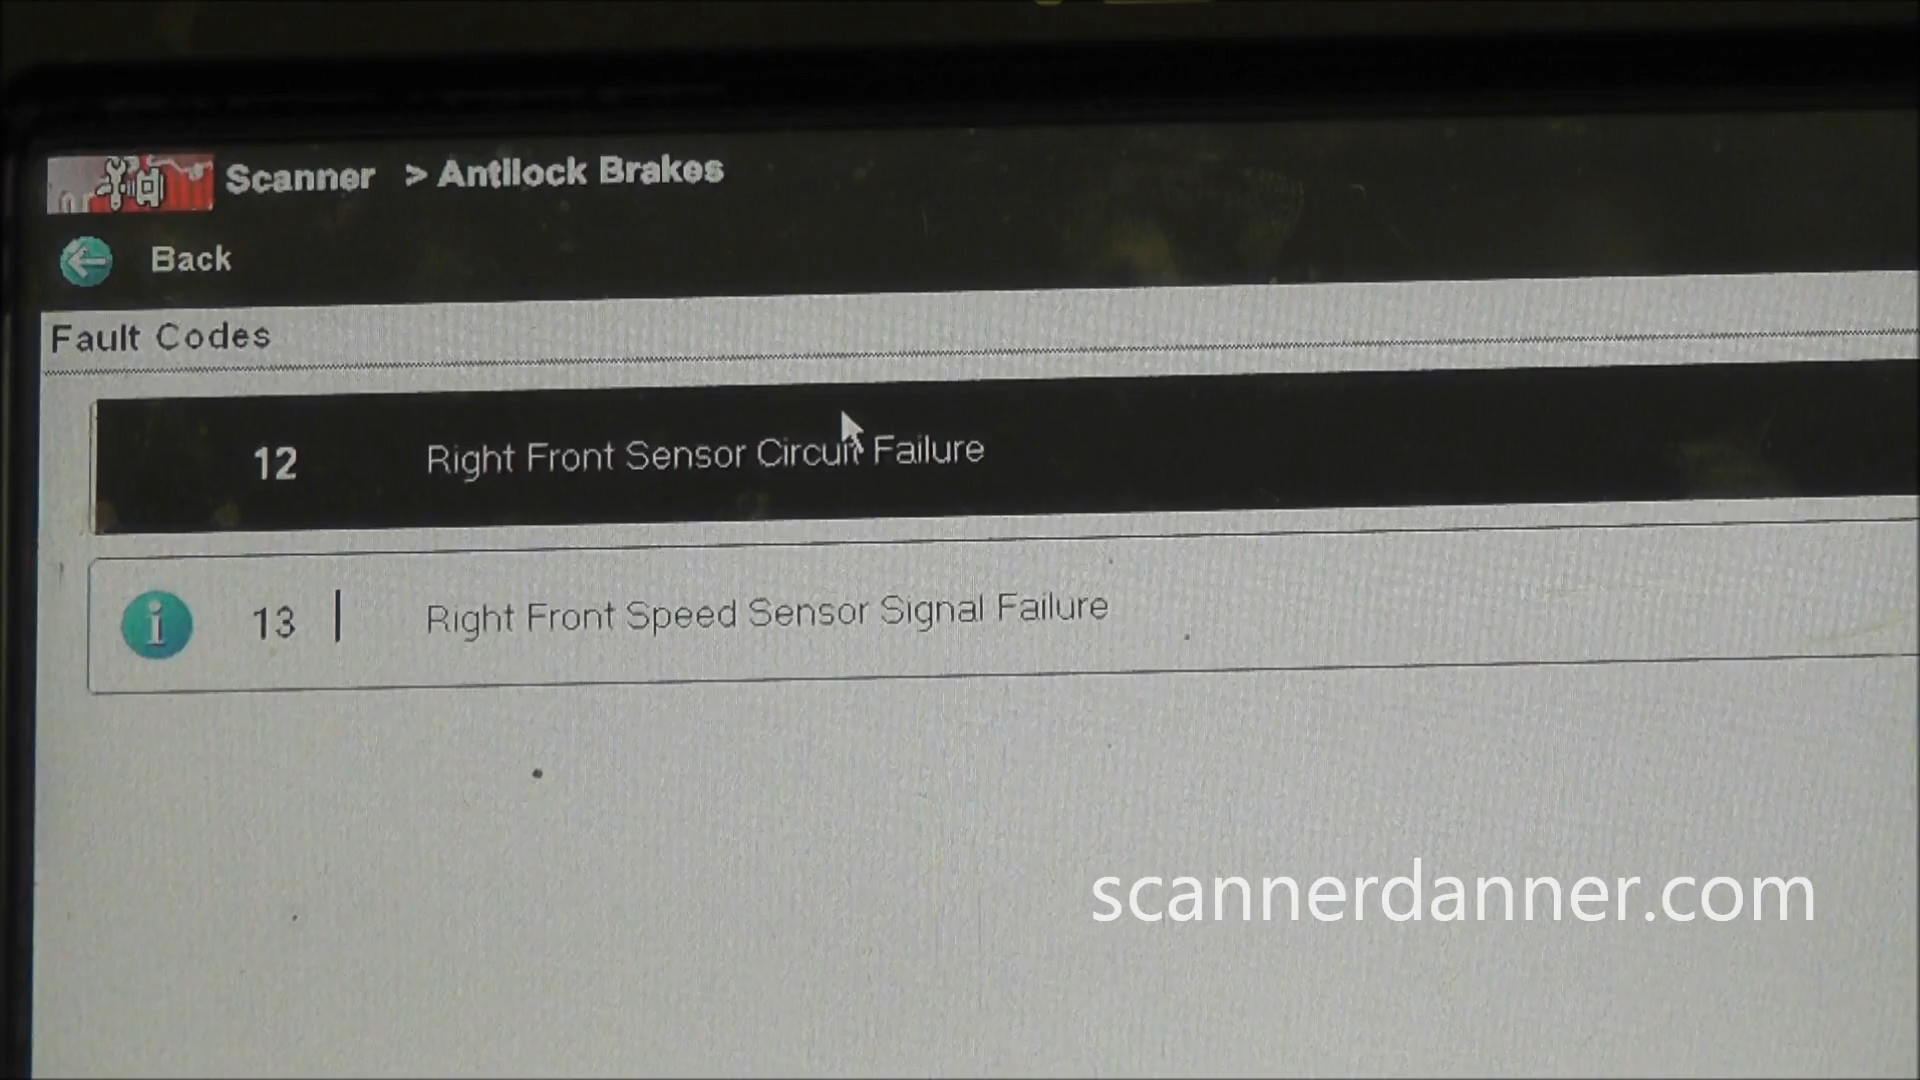 Scanner > Antilock Brakes
Back
Fault Codes
12 Right Front Sensor Circuit Failure
i 13 | Right Front Speed Sensor Signal Failure
scannerdanner.com